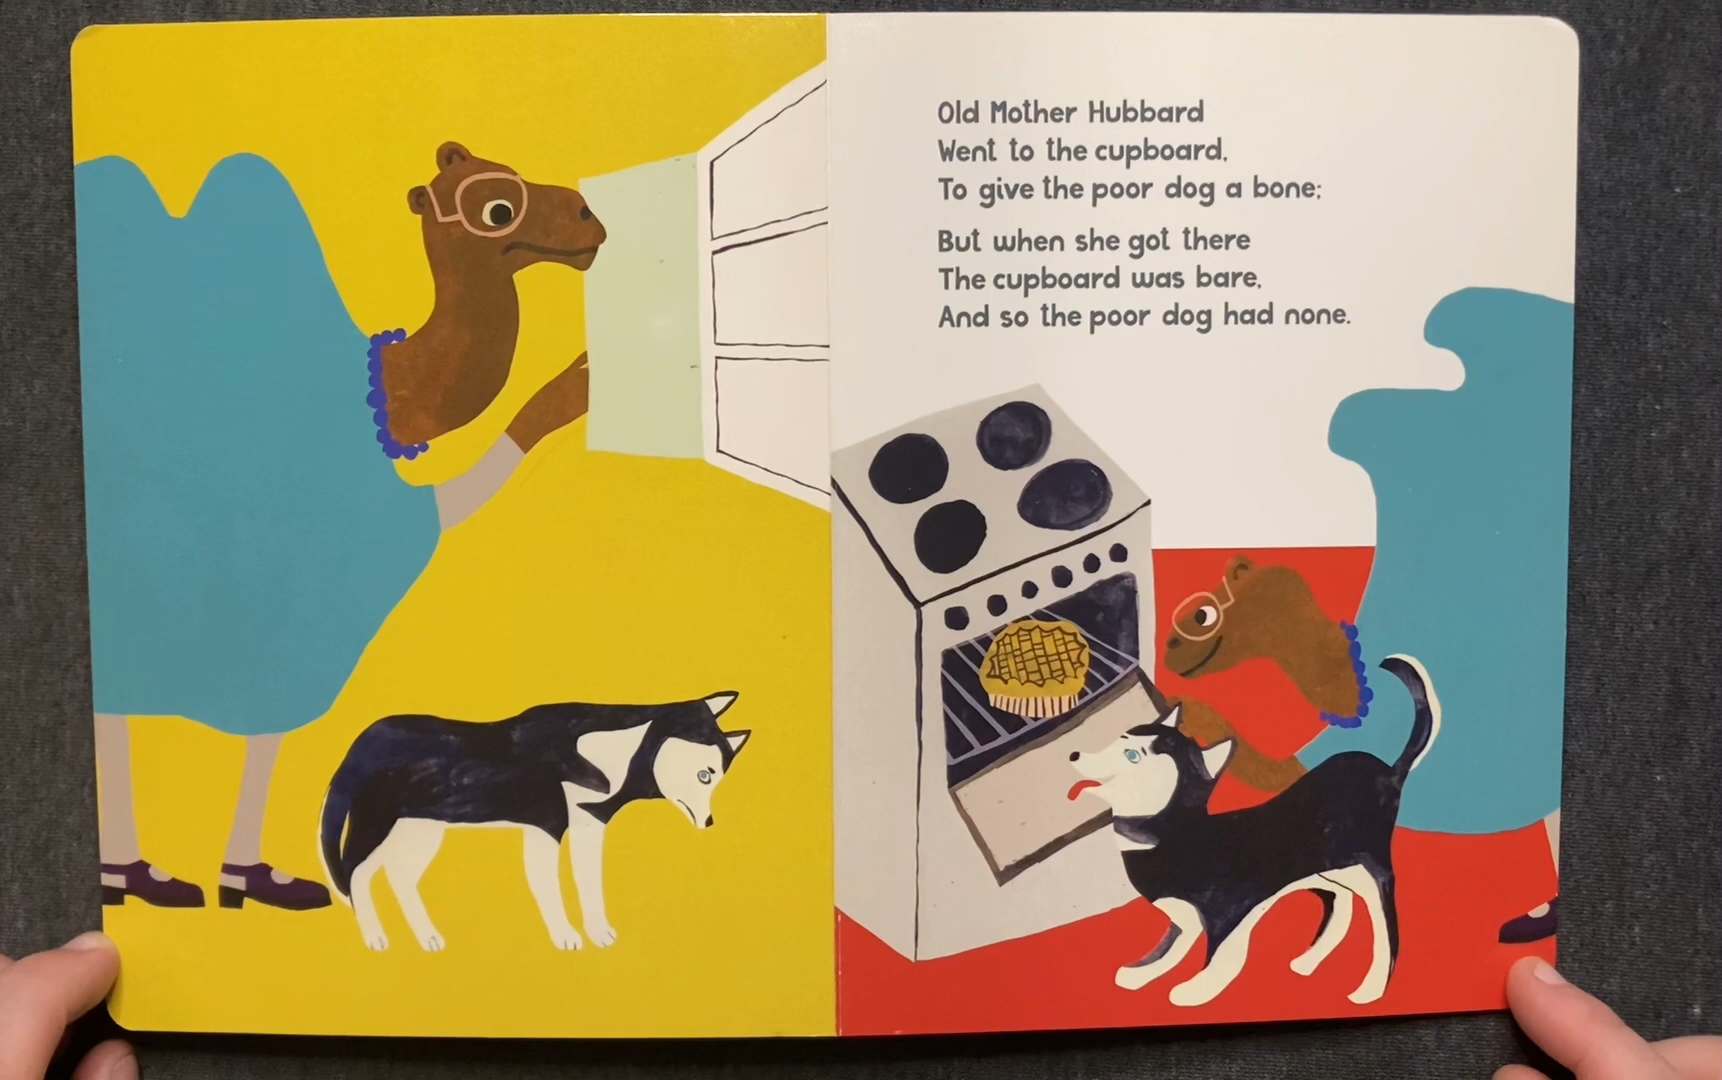 Old Mother Hubbard
Went to the cupboard,
To give the poor dog a bone;
But when she got there
The cupboard was bare,
And so the poor dog had none.